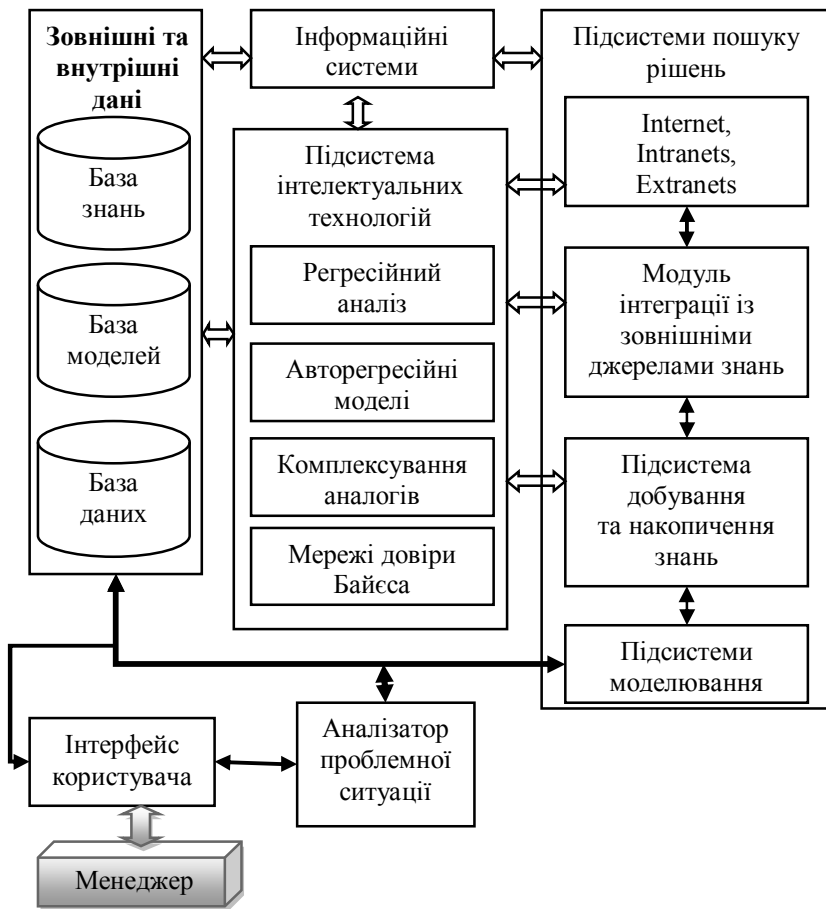 Зовнішні та
внутрішні
дані
База
знань
База
моделей
База
даних
Інформаційні
системи
Підсистема
інтелектуальних
технологій
Регресійний
аналіз
Авторегресійні
моделі
Комплексування
аналогів
Мережі довіри
Байєса
Підсистеми пошуку
рішень
Internet,
Intranets,
Extranets
Модуль
інтеграції із
зовнішніми
джерелами знань
Підсистема
добування
та накопичення
знань
Підсистеми
моделювання
Інтерфейс
користувача
Аналізатор
проблемної
ситуації
Менеджер